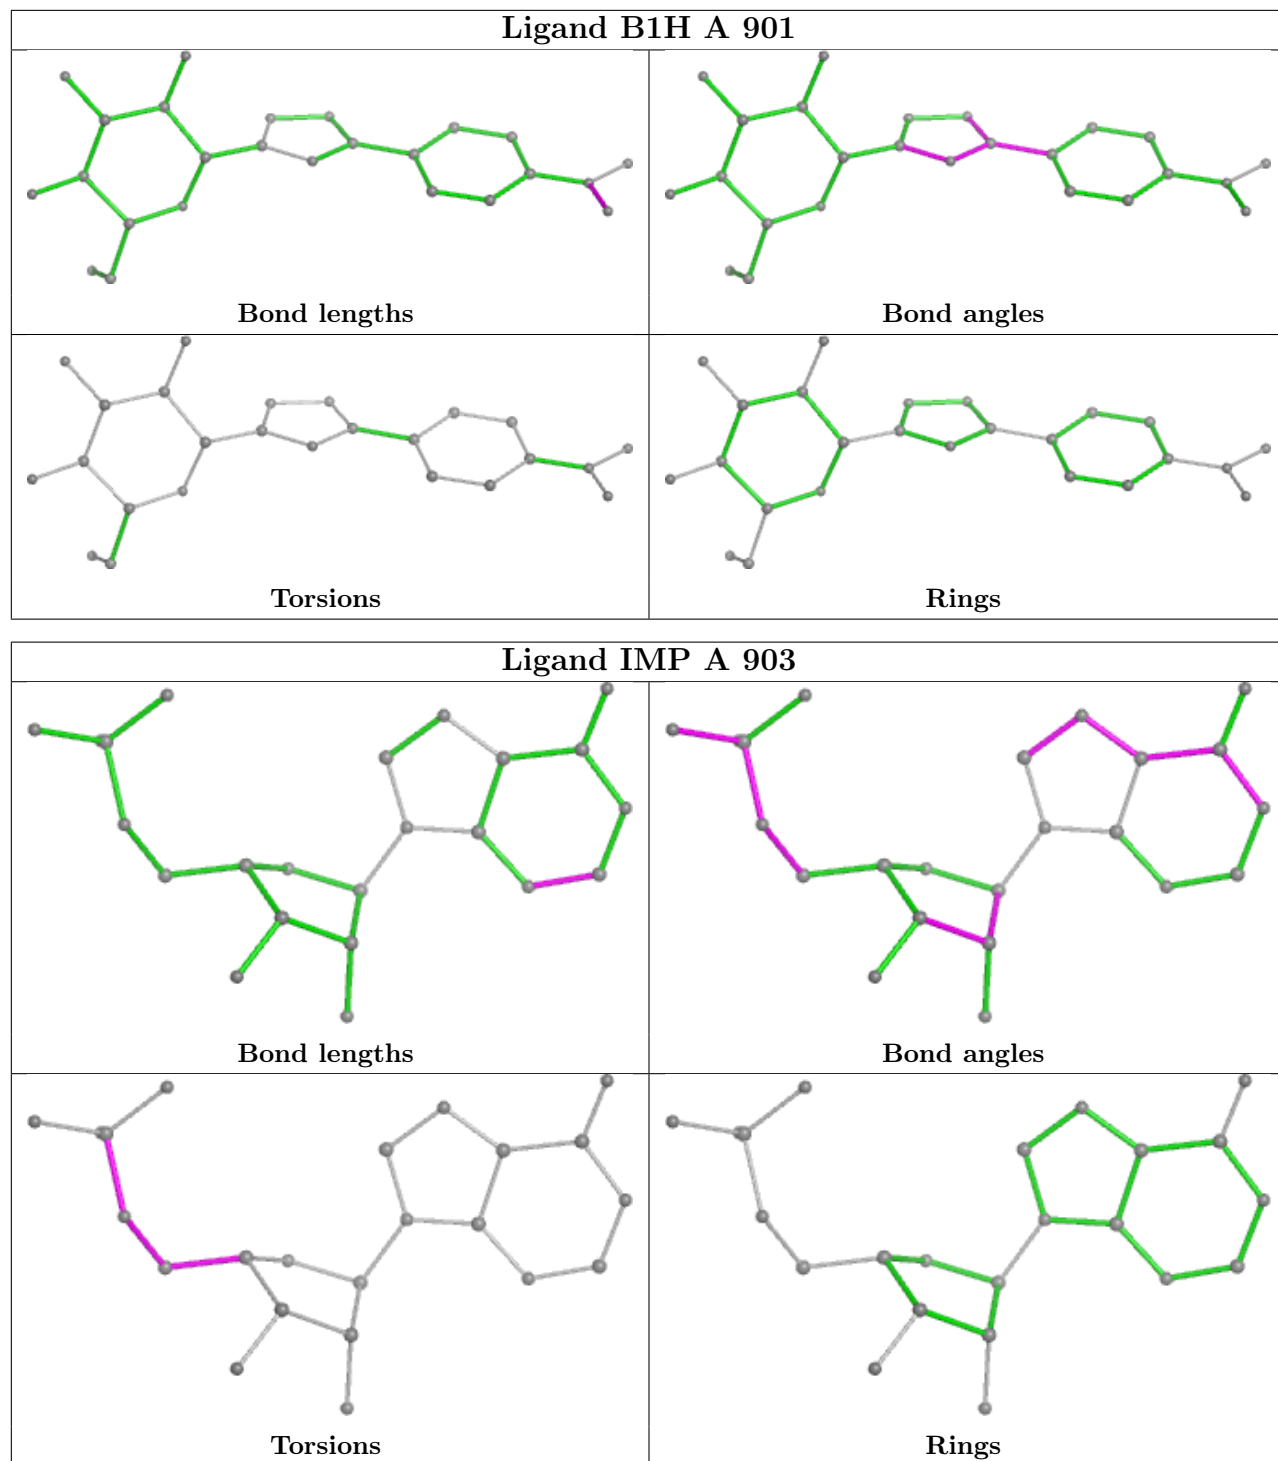 Ligand B1H A 901
Bond lengths
Bond angles
Torsions
Rings
Ligand IMP A 903
Bond lengths
Bond angles
Torsions
Rings